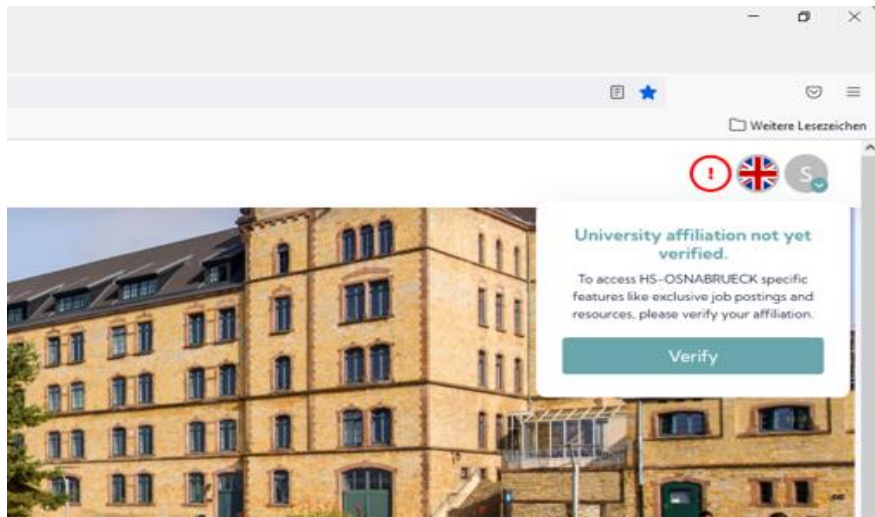 Weitere Lesezeichen
!
S
University affiliation not yet
verified.
To access HS-OSNABRUECK specific
features like exclusive job postings and
resources, please verify your affiliation.
Verify